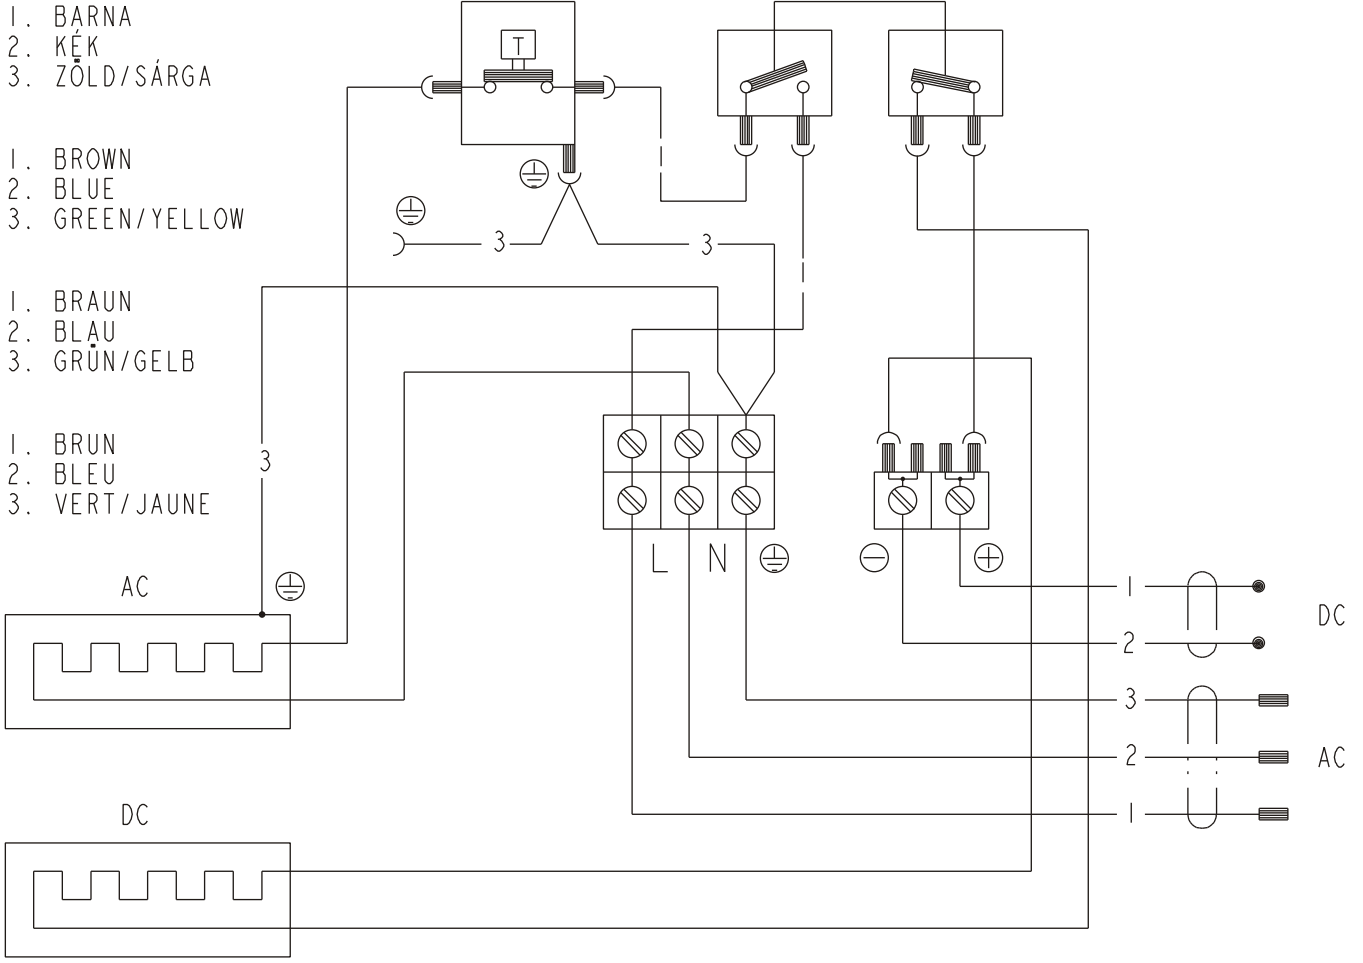 1. BARNA
2. KÉK
3. ZÖLD/SÁRGA
1. BROWN
2. BLUE
3. GREEN/YELLOW
1. BRAUN
2. BLAU
3. GRÜN/GELB
1. BRUN
2. BLEU
3. VERT/JAUNE
T
3
3
3
L N
AC
1
DC
2
3
2
AC
1
DC